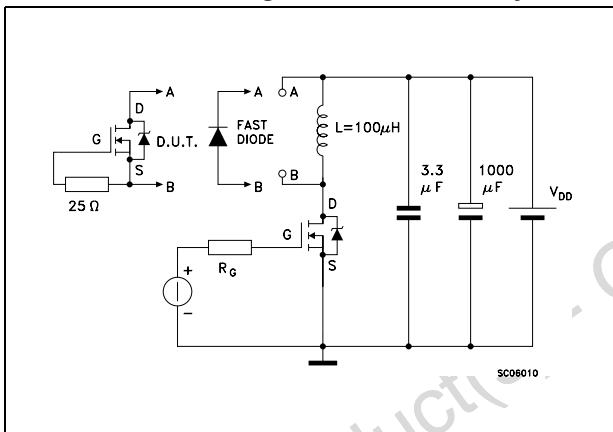 A
A
A
D
G
D.U.T.
FAST
DIODE
L=100µH
S
B
B
B
25 Ω
D
3.3
µF
1000
µF
VDD
G
RG
S
+
−
SC06010